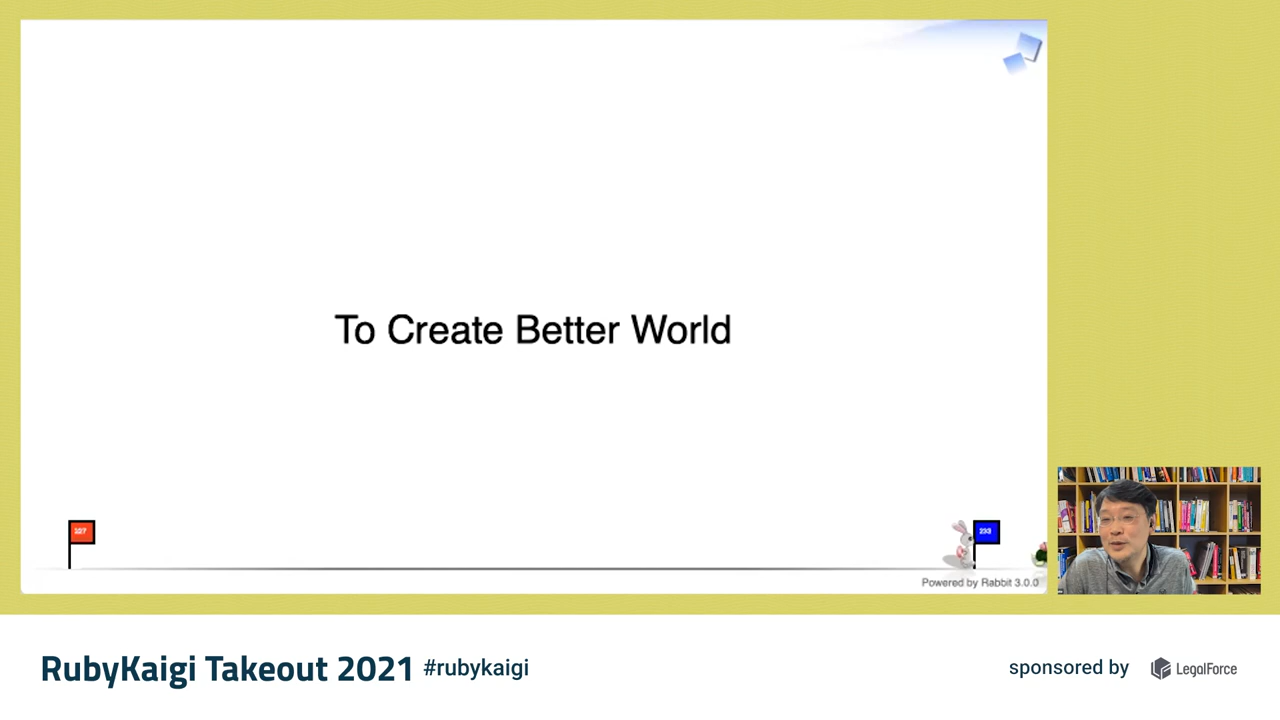 To Create Better World
Powered by Rabbit 3.0.0
RubyKaigi Takeout 2021 #rubykaigi
sponsored by LegalForce